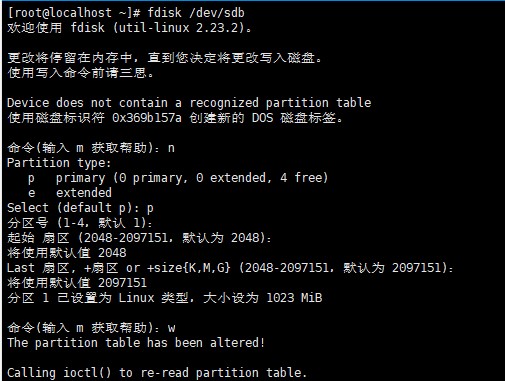 [root@localhost ~]# fdisk /dev/sdb
欢迎使用 fdisk (util-linux 2.23.2)。
更改将停留在内存中，直到您决定将更改写入磁盘。
使用写入命令前请三思。
Device does not contain a recognized partition table
使用磁盘标识符 0x369b157a 创建新的 DOS 磁盘标签。
命令(输入 m 获取帮助)：n
Partition type:
   p   primary (0 primary, 0 extended, 4 free)
   e   extended
Select (default p): p
分区号 (1-4，默认 1)：
起始 扇区 (2048-2097151，默认为 2048)：
将使用默认值 2048
Last 扇区, +扇区 or +size{K,M,G} (2048-2097151，默认为 2097151)：
将使用默认值 2097151
分区 1 已设置为 Linux 类型，大小设为 1023 MiB
命令(输入 m 获取帮助)：w
The partition table has been altered!
Calling ioctl() to re-read partition table.